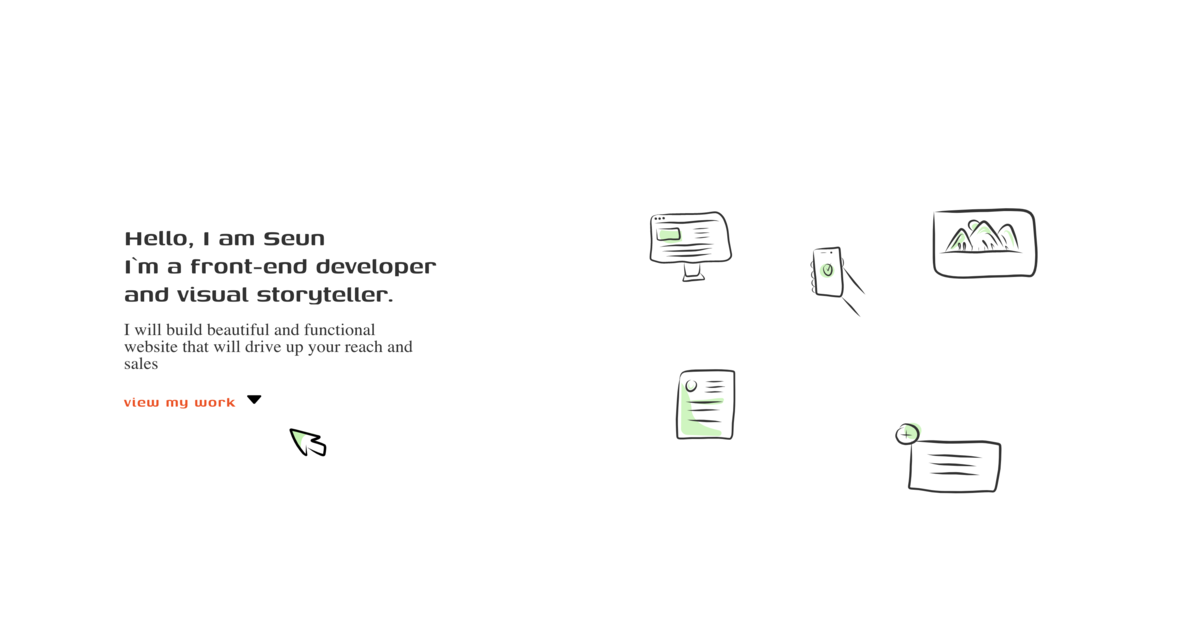 Hello, I am Seun
I`m a front-end developer
and visual storyteller.
I will build beautiful and functional
website that will drive up your reach and
sales
view my work